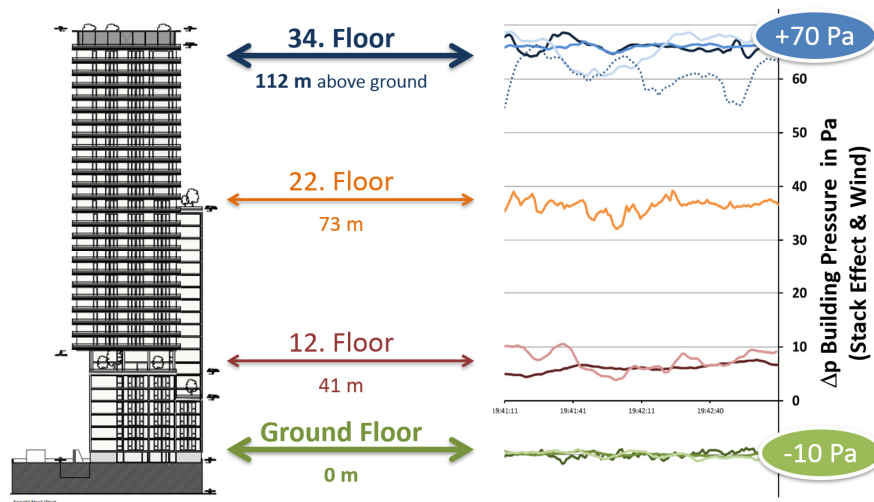 34. Floor
112 m above ground
22. Floor
73 m
12. Floor
41 m
Ground Floor
0 m
+70 Pa
60
50
40
30
20
10
0
19:41:11
19:41:41
19:42:11
19:42:40
-10 Pa
Δp Building Pressure in Pa
(Stack Effect & Wind)